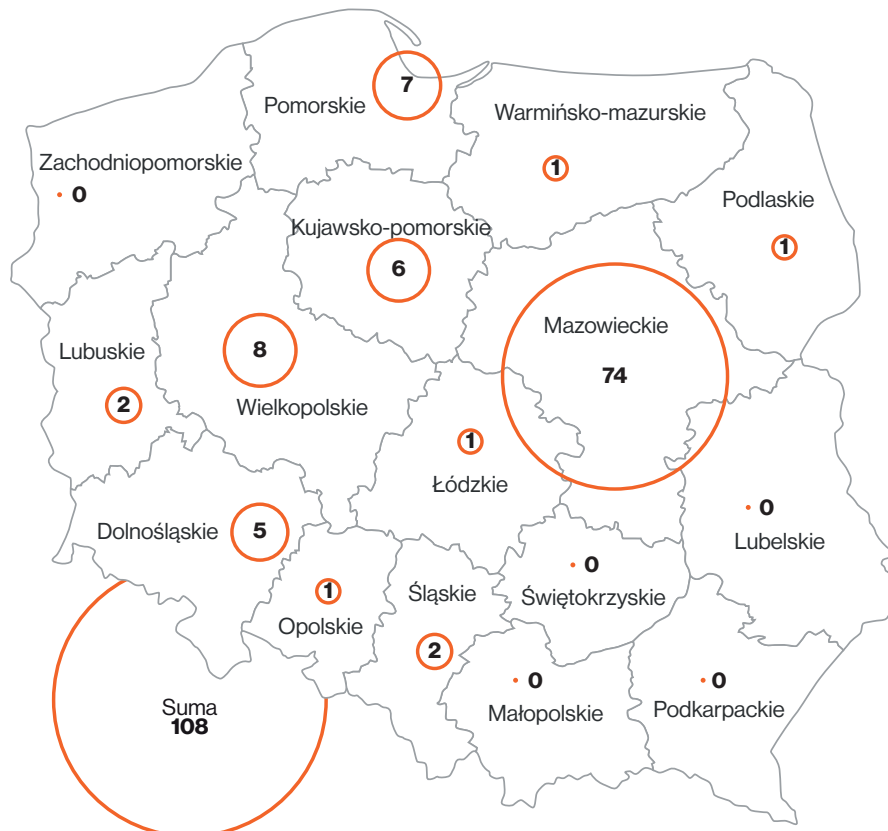 7
Pomorskie
Warmińsko-mazurskie
1
Zachodniopomorskie
0
Podlaskie
1
Kujawsko-pomorskie
6
Mazowieckie
74
Lubuskie
2
8
Wielkopolskie
1
Łódzkie
0
Lubelskie
Dolnośląskie
5
1
Opolskie
Śląskie
2
0
Świętokrzyskie
0
Małopolskie
0
Podkarpackie
Suma
108